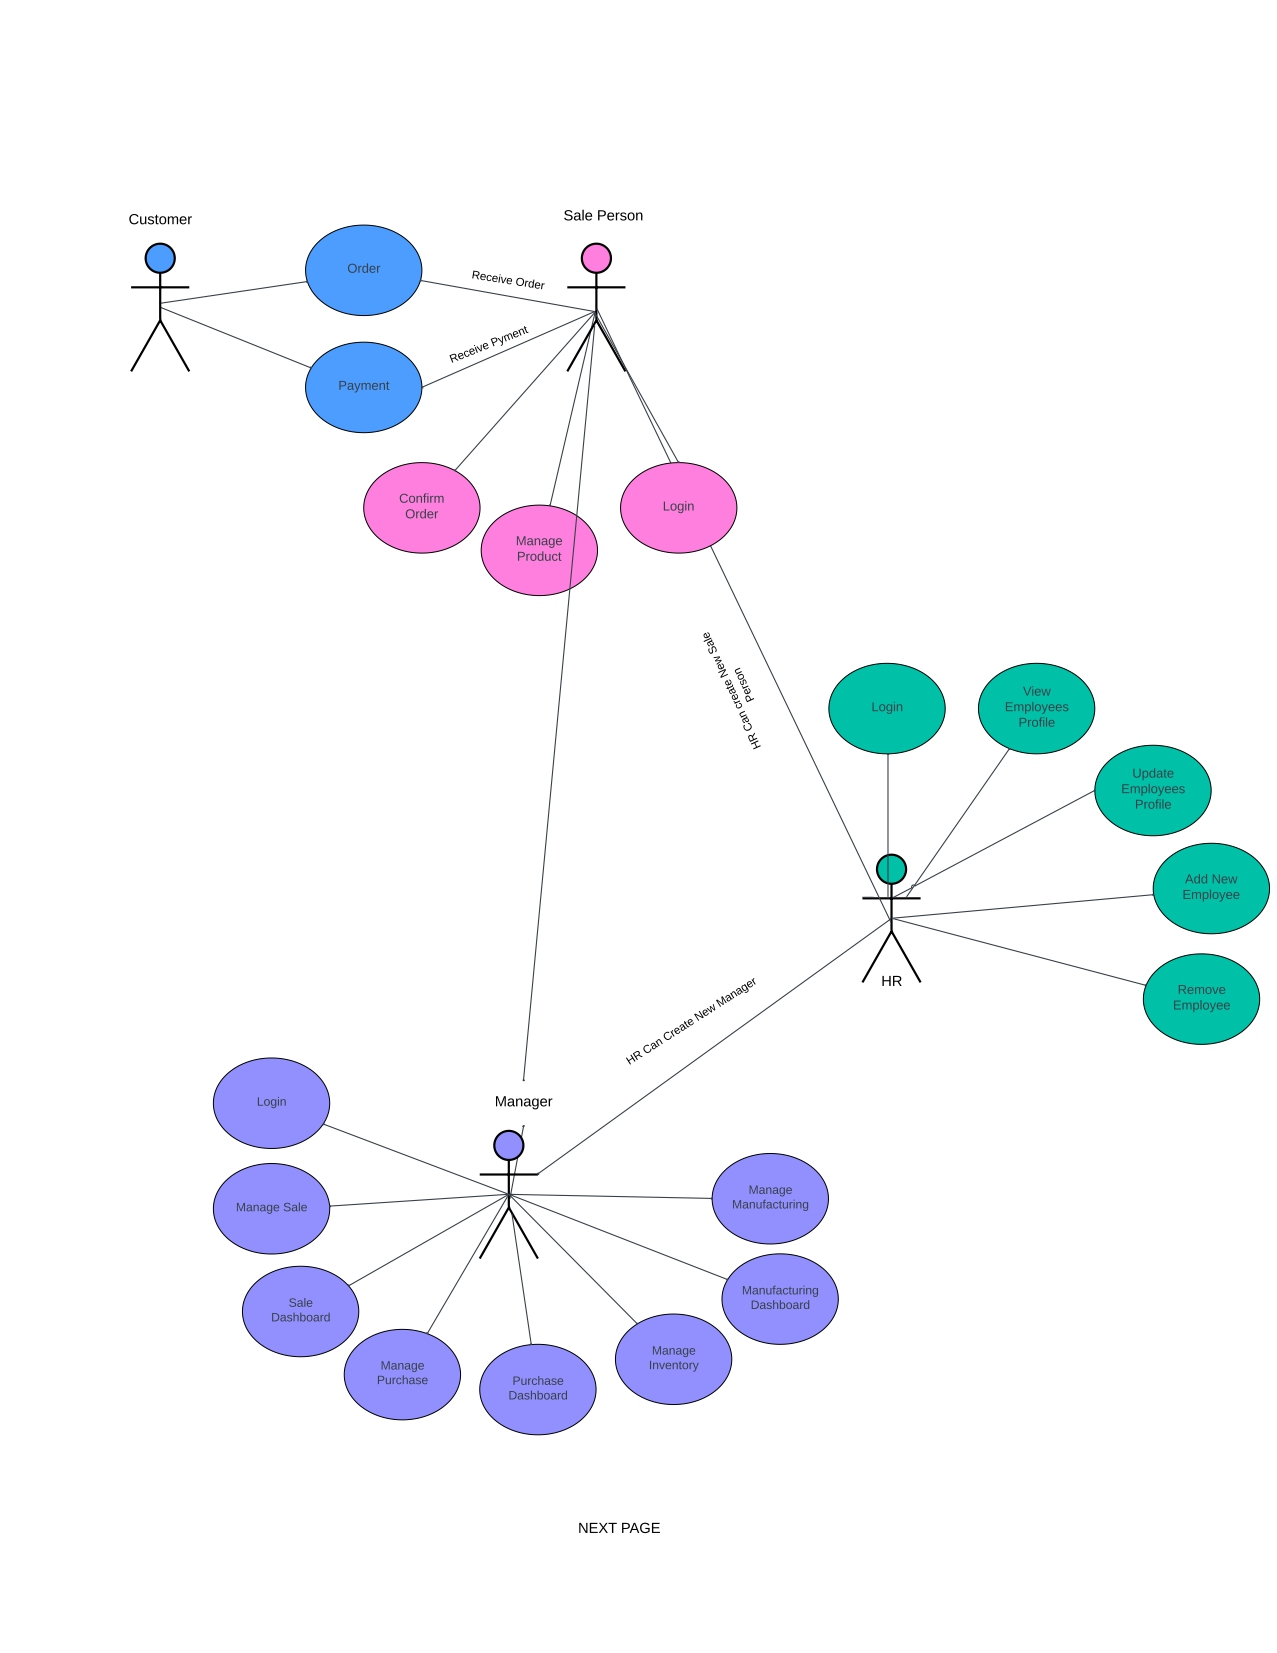 Customer
Sale Person
Order
Receive Order
Receive Pyment
Payment
Confirm
Order
Manage
Product
Login
HR Can create New Sale
Person
Login
View
Employees
Profile
Update
Employees
Profile
Add New
Employee
HR
Remove
Employee
HR Can Create New Manager
Manager
Login
Manage Sale
Sale
Dashboard
Manage
Purchase
Purchase
Dashboard
Manage
Inventory
Manufacturing
Dashboard
Manage
Manufacturing
NEXT PAGE